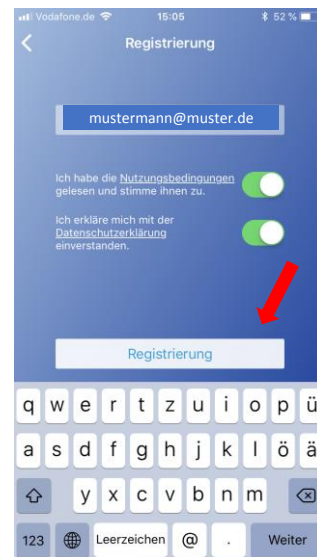 Vodafone.de 15:05 52 %
Registrierung
mustermann@muster.de
Ich habe die Nutzungsbedingungen
gelesen und stimme ihnen zu.
Ich erkläre mich mit der
Datenschutzerklärung
einverstanden.
Registrierung
q w e r t z u i o p ü
a s d f g h j k l ö ä
y x c v b n m
123 Leerzeichen @ . Weiter